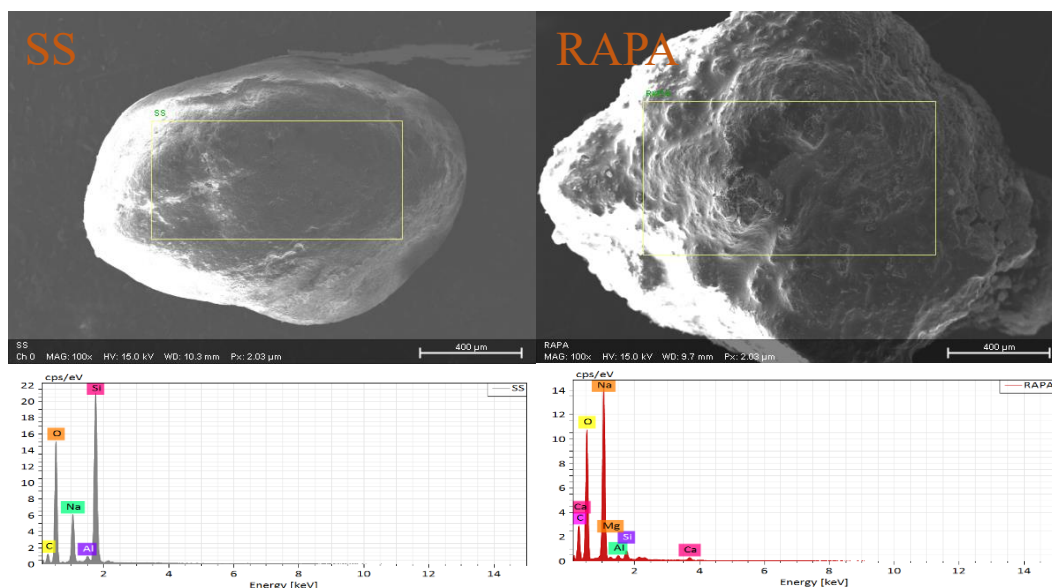 SS
RAPA
SS
SS
Ch 0 MAG: 100x HV: 15.0 kV WD: 10.3 mm Px: 2.03 µm
400 µm
RAPA
MAG: 100x HV: 15.0 kV WD: 9.7 mm Px: 2.03 µm
400 µm
cps/eV
22
20
18
16
14
12
10
8
6
4
2
0
Si
O
Na
C
Al
SS
2 4 6 8 10 12 14
Energy [keV]
cps/eV
14
12
10
8
6
4
2
0
Na
O
Ca
C
Mg
Si
Al
Ca
RAPA
2 4 6 8 10 12 14
Energy [keV]